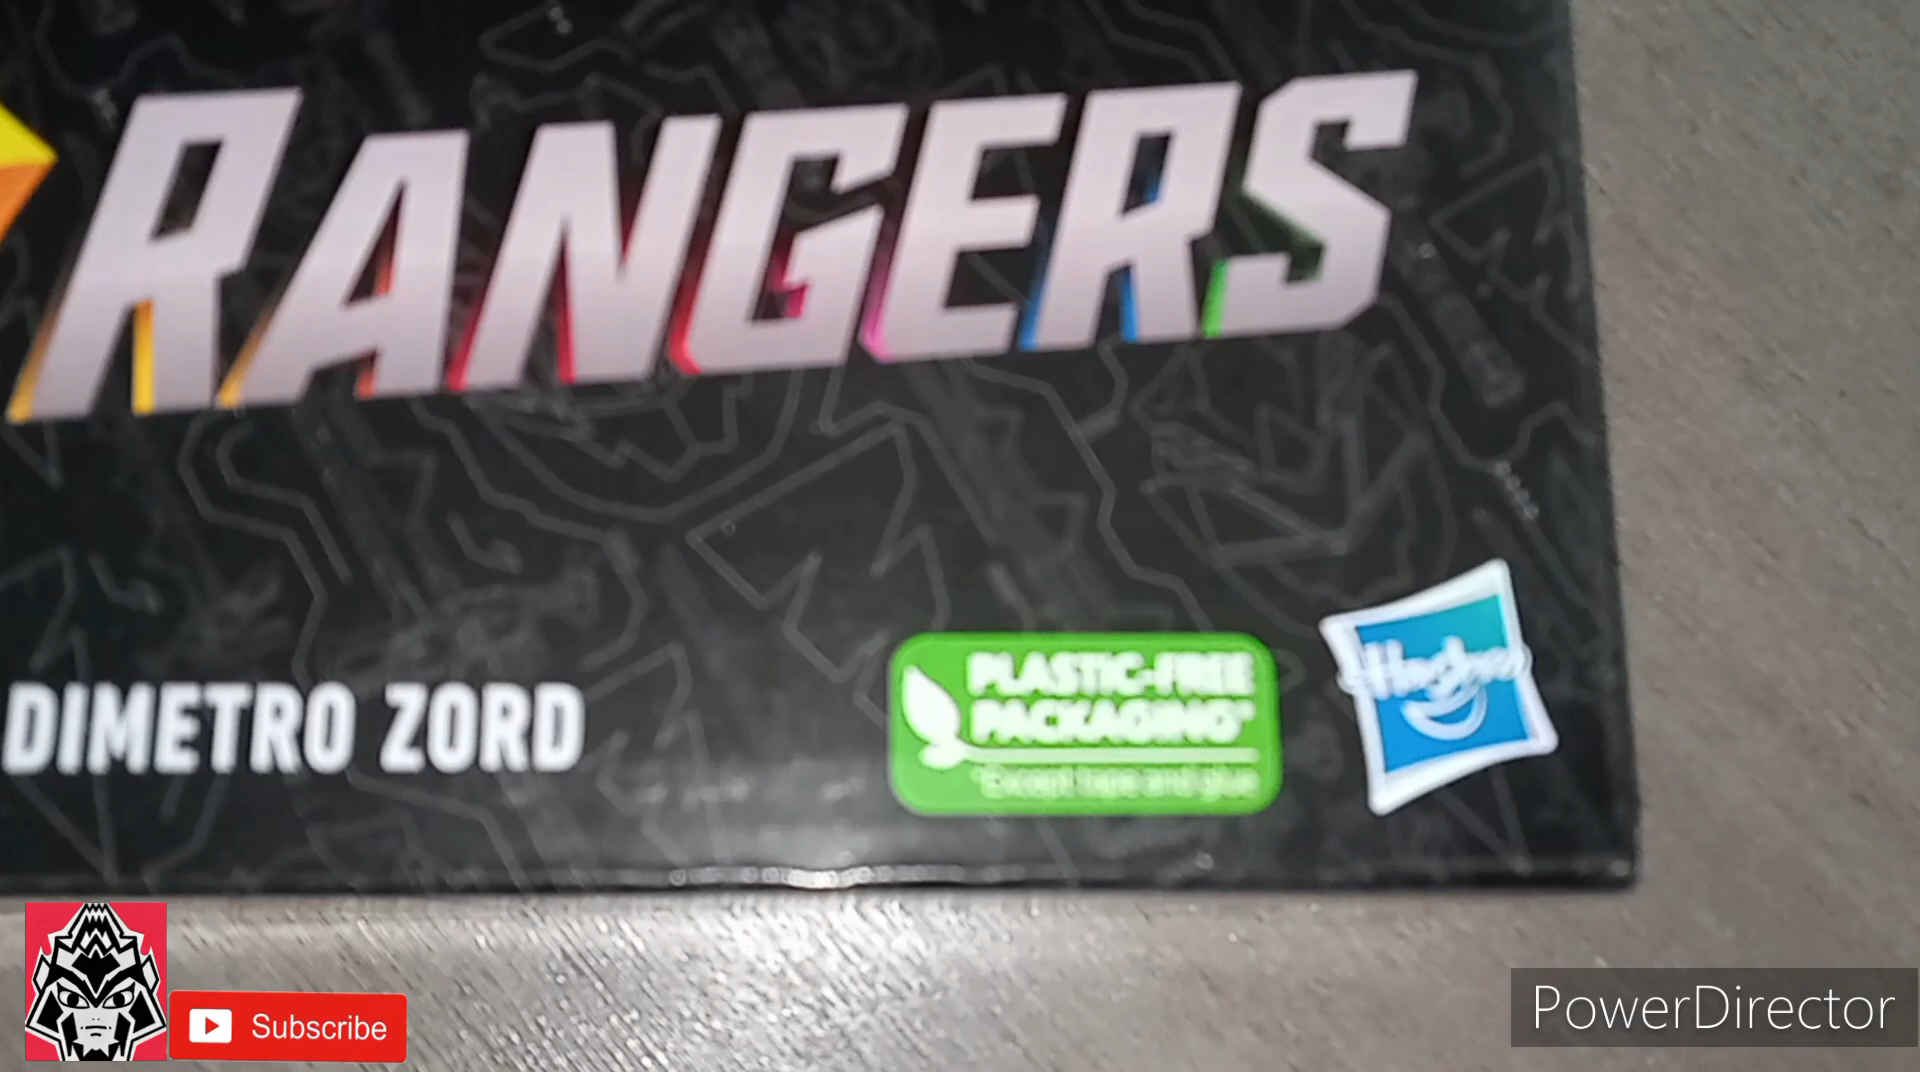 RANGERS
DIMETRO ZORD
PLASTIC-FREE
PACKAGING*
*Except tape and glue
Hasbro
Subscribe
PowerDirector